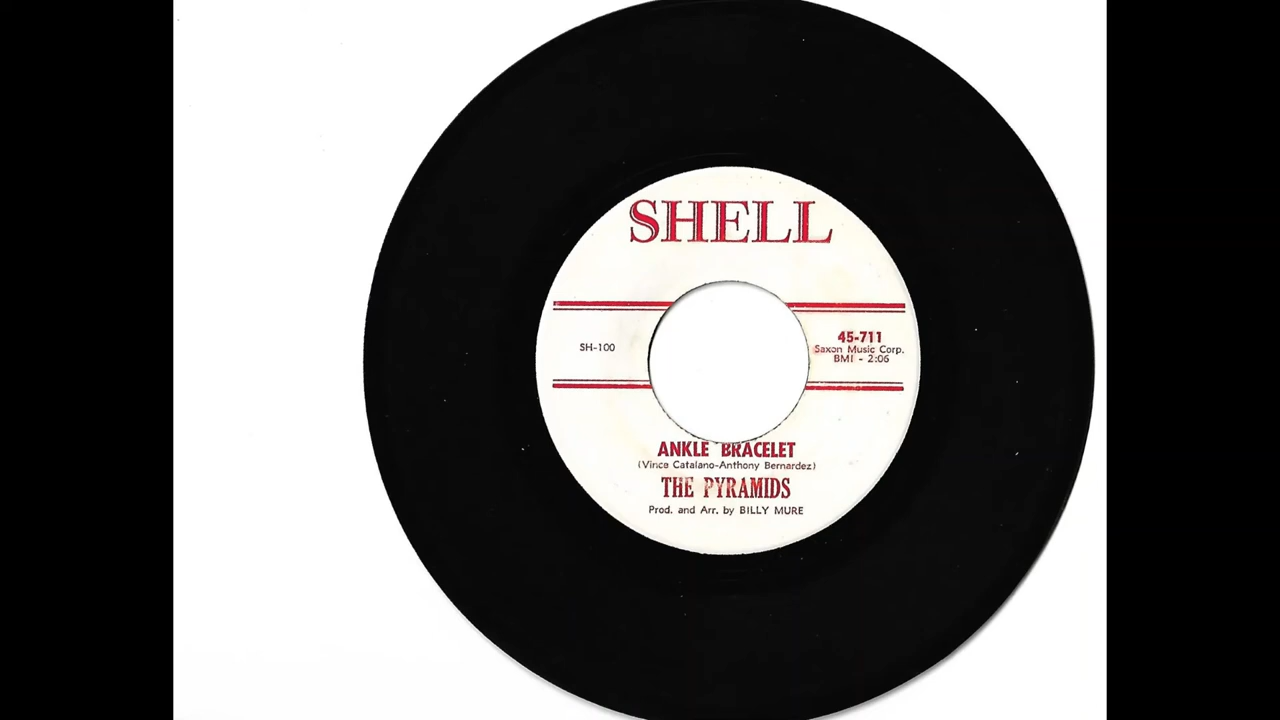 SHELL
SH-100
45-711
Saxon Music Corp.
BMI - 2:06
ANKLE BRACELET
(Vince Catalano-Anthony Bernardez)
THE PYRAMIDS
Prod. and Arr. by BILLY MURE